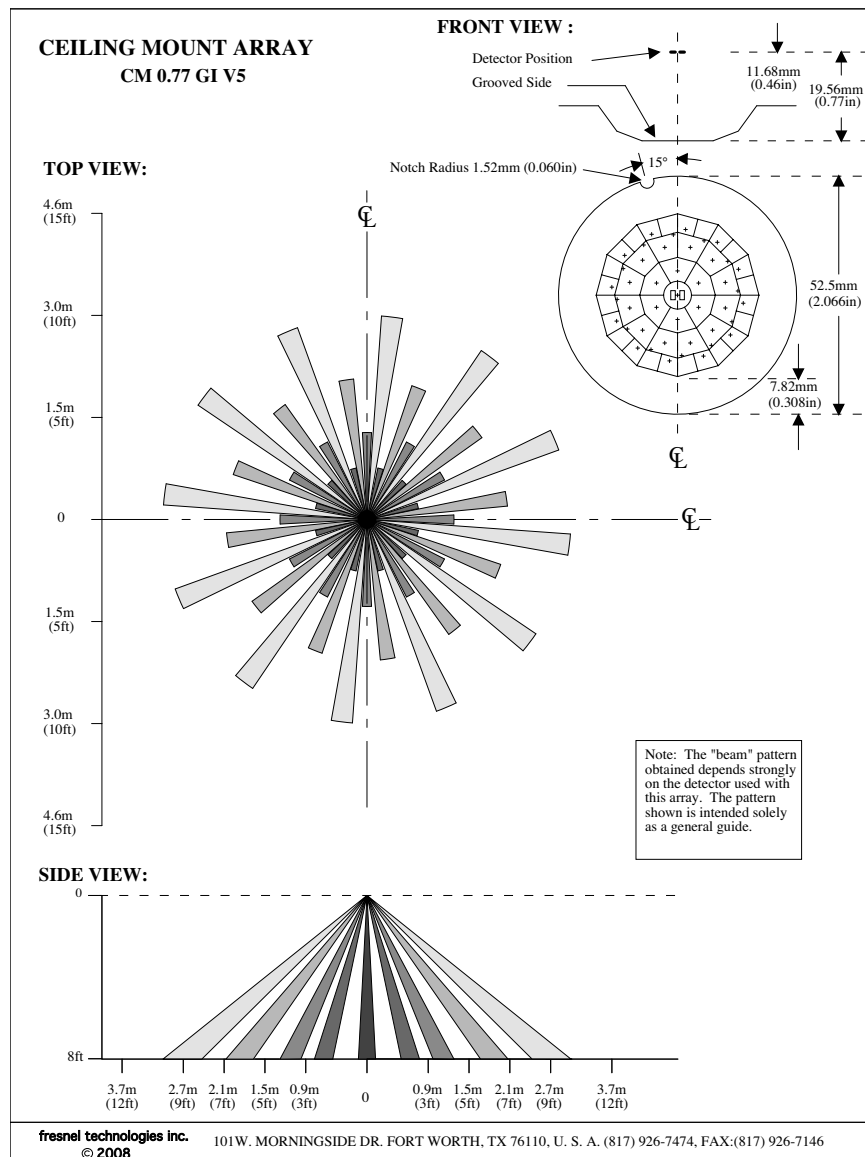 CEILING MOUNT ARRAY
CM 0.77 GI V5
FRONT VIEW :
Detector Position
Grooved Side
11.68mm
(0.46in)
19.56mm
(0.77in)
Notch Radius 1.52mm (0.060in)
15°
52.5mm
(2.066in)
7.82mm
(0.308in)
℄
TOP VIEW:
℄
4.6m
(15ft)
3.0m
(10ft)
1.5m
(5ft)
0
℄
1.5m
(5ft)
3.0m
(10ft)
4.6m
(15ft)
Note: The "beam" pattern
obtained depends strongly
on the detector used with
this array. The pattern
shown is intended solely
as a general guide.
SIDE VIEW:
0
8ft
3.7m 2.7m 2.1m 1.5m 0.9m 0 0.9m 1.5m 2.1m 2.7m 3.7m
(12ft) (9ft) (7ft) (5ft) (3ft) (3ft) (5ft) (7ft) (9ft) (12ft)
fresnel technologies inc. 101W. MORNINGSIDE DR. FORT WORTH, TX 76110, U. S. A. (817) 926-7474, FAX:(817) 926-7146
© 2008